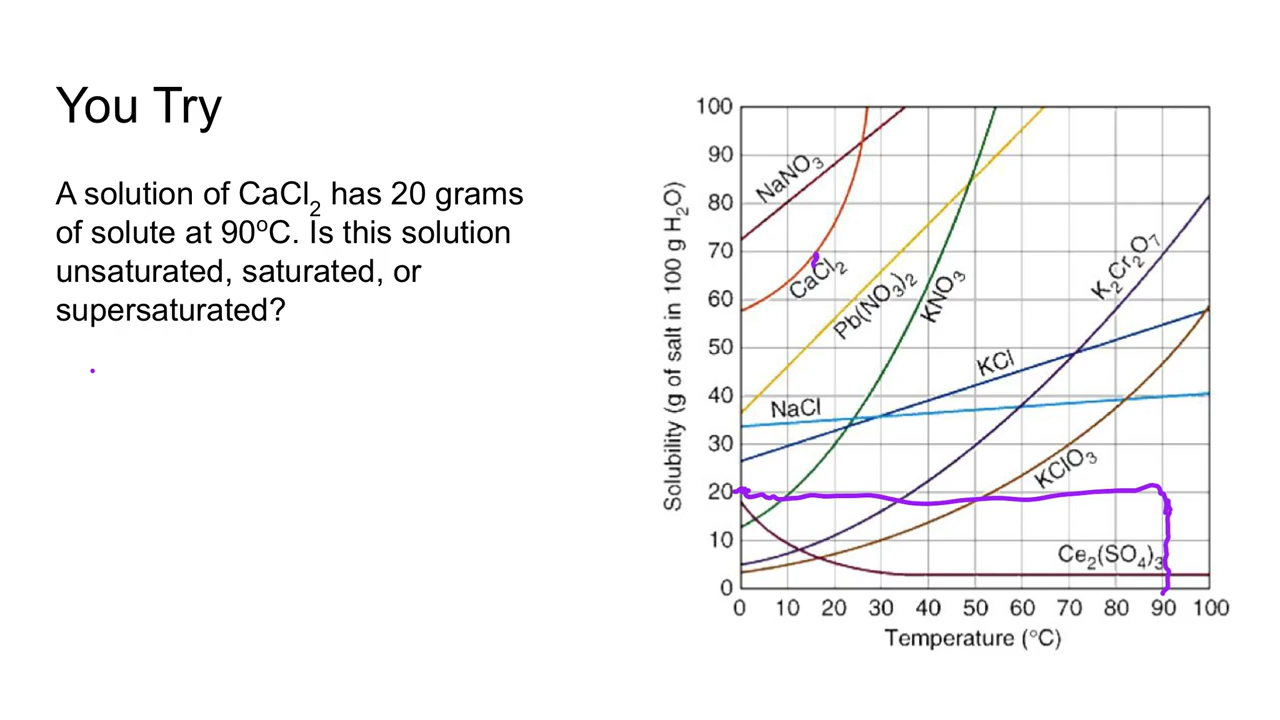 You Try
A solution of CaCl₂ has 20 grams
of solute at 90ºC. Is this solution
unsaturated, saturated, or
supersaturated?
Solubility (g of salt in 100 g H₂O)
100
90
80
70
60
50
40
30
20
10
0
NaNO₃
CaCl₂
Pb(NO₃)₂
KNO₃
K₂Cr₂O₇
KCl
NaCl
KClO₃
Ce₂(SO₄)₃
0 10 20 30 40 50 60 70 80 90 100
Temperature (°C)